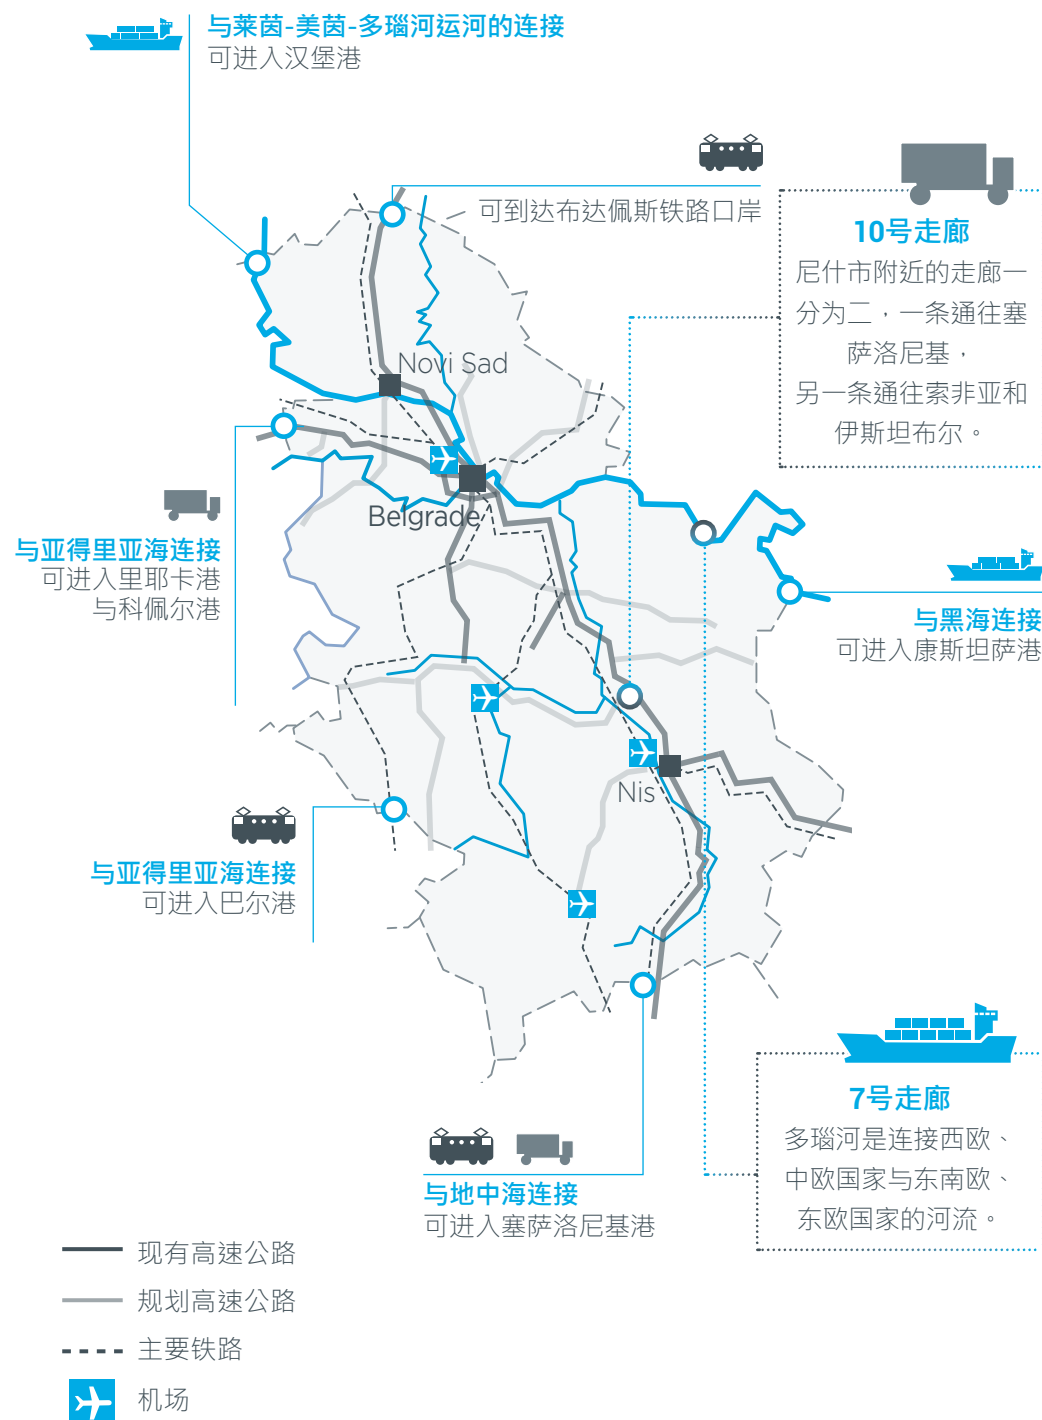 与莱茵-美茵-多瑙河运河的连接
可进入汉堡港
可到达布达佩斯铁路口岸
10号走廊
尼什市附近的走廊一
分为二，一条通往塞
萨洛尼基，
另一条通往索非亚和
伊斯坦布尔。
Novi Sad
Belgrade
与亚得里亚海连接
可进入里耶卡港
与科佩尔港
与黑海连接
可进入康斯坦萨港
Nis
与亚得里亚海连接
可进入巴尔港
7号走廊
多瑙河是连接西欧、
中欧国家与东南欧、
东欧国家的河流。
与地中海连接
可进入塞萨洛尼基港
现有高速公路
规划高速公路
主要铁路
机场